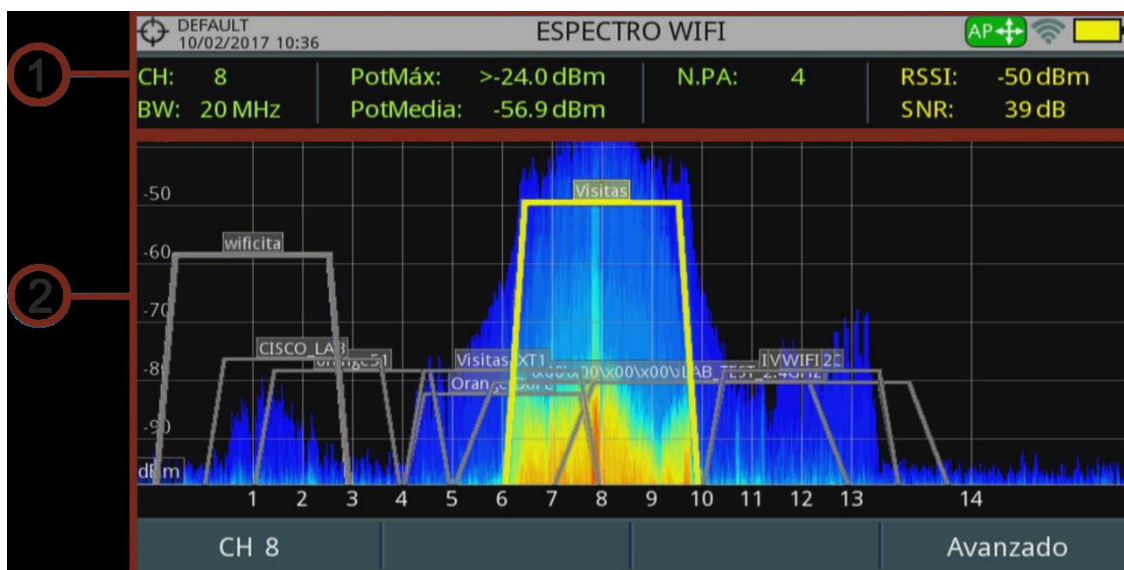 DEFAULT
10/02/2017 10:36
ESPECTRO WIFI
AP
1
CH: 8
PotMáx: >-24.0 dBm
N.PA: 4
RSSI: -50 dBm
BW: 20 MHz
PotMedia: -56.9 dBm
SNR: 39 dB
2
-50
Visitas
wificita
-60
-70
CISCO_LAB
Visitas
XT1
IVWIFI
-80
-90
dBm
1 2 3 4 5 6 7 8 9 10 11 12 13 14
CH 8
Avanzado